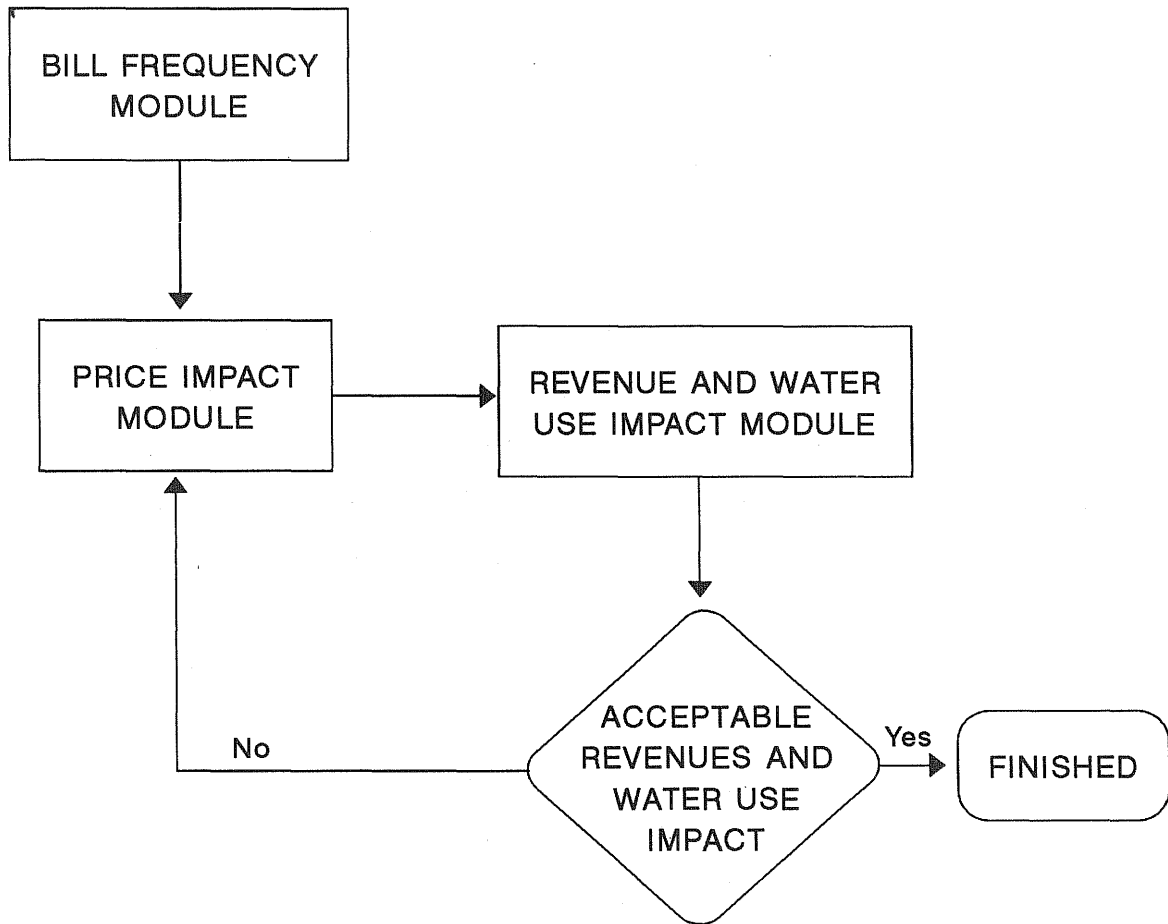 BILL FREQUENCY
MODULE
PRICE IMPACT
MODULE
REVENUE AND WATER
USE IMPACT MODULE
ACCEPTABLE
REVENUES AND
WATER USE
IMPACT
No
Yes
FINISHED